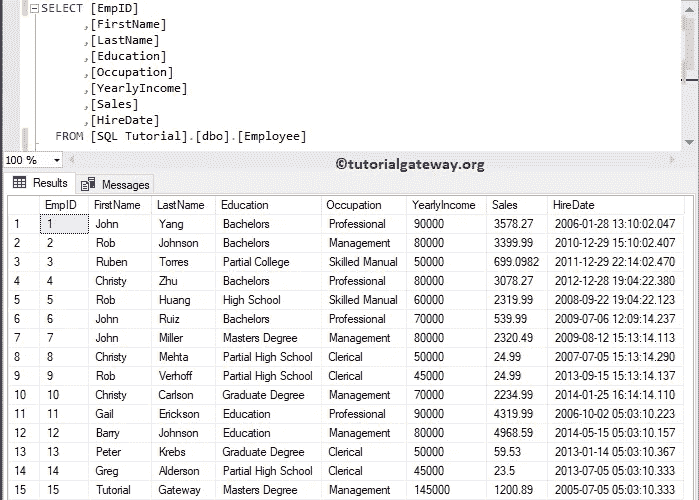 SELECT [EmpID]
,[FirstName]
,[LastName]
,[Education]
,[Occupation]
,[YearlyIncome]
,[Sales]
,[HireDate]
FROM [SQL Tutorial].[dbo].[Employee]
100 %
©tutorialgateway.org
Results Messages
EmpID FirstName LastName Education Occupation YearlyIncome Sales HireDate
1 1 John Yang Bachelors Professional 90000 3578.27 2006-01-28 13:10:02.047
2 2 Rob Johnson Bachelors Management 80000 3399.99 2010-12-29 15:10:02.407
3 3 Ruben Torres Partial College Skilled Manual 50000 699.0982 2011-12-29 22:14:02.470
4 4 Christy Zhu Bachelors Professional 80000 3078.27 2012-12-28 19:04:22.380
5 5 Rob Huang High School Skilled Manual 60000 2319.99 2008-09-22 19:04:22.123
6 6 John Ruiz Bachelors Professional 70000 539.99 2009-07-06 12:09:14.237
7 7 John Miller Masters Degree Management 80000 2320.49 2009-08-12 15:13:14.113
8 8 Christy Mehta Partial High School Clerical 50000 24.99 2007-07-05 15:13:14.290
9 9 Rob Verhoff Partial High School Clerical 45000 24.99 2013-09-15 15:13:14.137
10 10 Christy Carlson Graduate Degree Management 70000 2234.99 2014-01-25 16:14:14.110
11 11 Gail Erickson Education Professional 90000 4319.99 2006-10-02 05:03:10.223
12 12 Barry Johnson Education Management 80000 4968.59 2014-05-15 05:03:10.157
13 13 Peter Krebs Graduate Degree Clerical 50000 59.53 2013-01-14 05:03:10.367
14 14 Greg Alderson Partial High School Clerical 45000 23.5 2013-07-05 05:03:10.333
15 15 Tutorial Gateway Masters Degree Management 145000 1200.89 2005-07-05 05:03:10.333